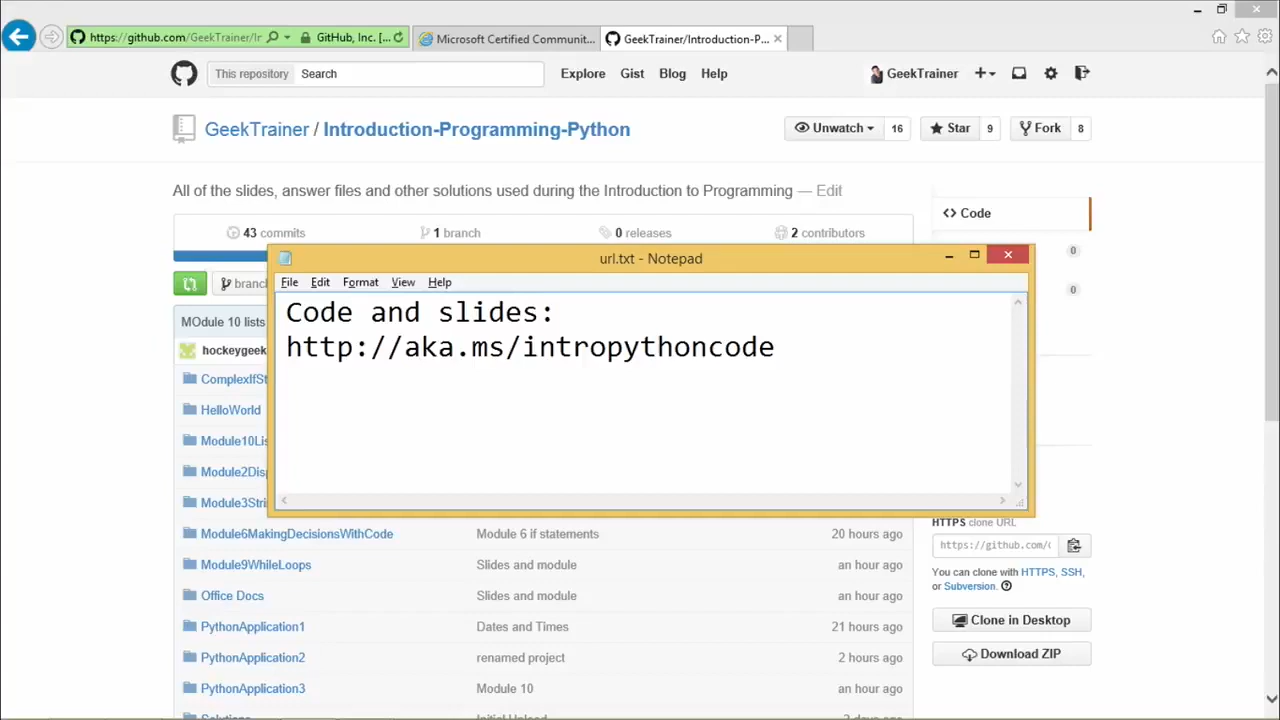 https://github.com/GeekTrainer/Ir
GitHub, Inc. [...
Microsoft Certified Communit...
GeekTrainer/Introduction-P...
This repository
Search
Explore
Gist
Blog
Help
GeekTrainer
GeekTrainer / Introduction-Programming-Python
Unwatch
16
Star
9
Fork
8
All of the slides, answer files and other solutions used during the Introduction to Programming — Edit
43 commits
1 branch
0 releases
2 contributors
Code
0
0
url.txt - Notepad
File
Edit
Format
View
Help
Code and slides:
http://aka.ms/intropythoncode
branc
MOdule 10 lists
hockeygeek
ComplexIfSt
HelloWorld
Module10Lis
Module2Dis
Module3Stri
Module6MakingDecisionsWithCode
Module 6 if statements
20 hours ago
Module9WhileLoops
Slides and module
an hour ago
Office Docs
Slides and module
an hour ago
PythonApplication1
Dates and Times
21 hours ago
PythonApplication2
renamed project
2 hours ago
PythonApplication3
Module 10
an hour ago
HTTPS clone URL
https://github.com/
You can clone with HTTPS, SSH,
or Subversion.
Clone in Desktop
Download ZIP